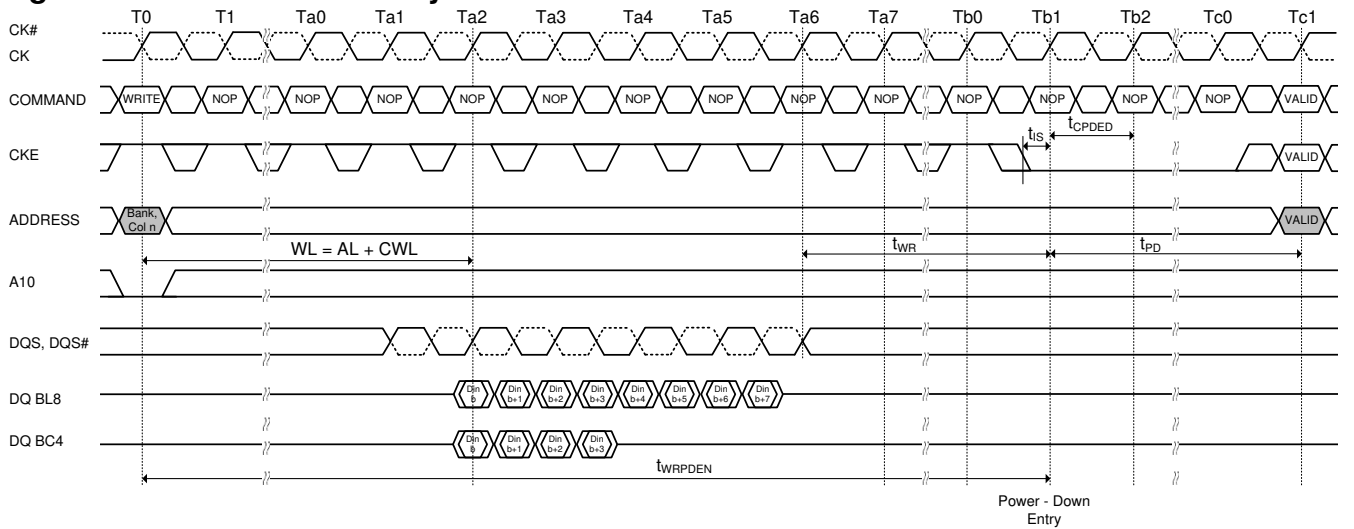 T0 T1 Ta0 Ta1 Ta2 Ta3 Ta4 Ta5 Ta6 Ta7 Tb0 Tb1 Tb2 Tc0 Tc1
CK#
CK
COMMAND WRITE NOP NOP NOP NOP NOP NOP NOP NOP NOP NOP NOP NOP NOP VALID
tIS tCPDED
CKE VALID
ADDRESS Bank, Col n VALID
WL = AL + CWL tWR tPD
A10
DQS, DQS#
DQ BL8 Din b Din b+1 Din b+2 Din b+3 Din b+4 Din b+5 Din b+6 Din b+7
DQ BC4 Din b Din b+1 Din b+2 Din b+3
tWRPDEN
Power - Down
Entry